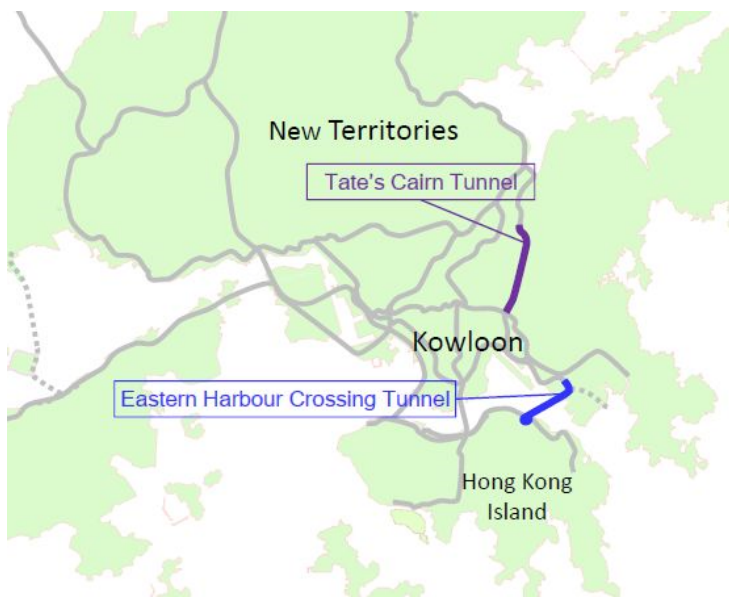 New Territories
Tate's Cairn Tunnel
Kowloon
Eastern Harbour Crossing Tunnel
Hong Kong
Island